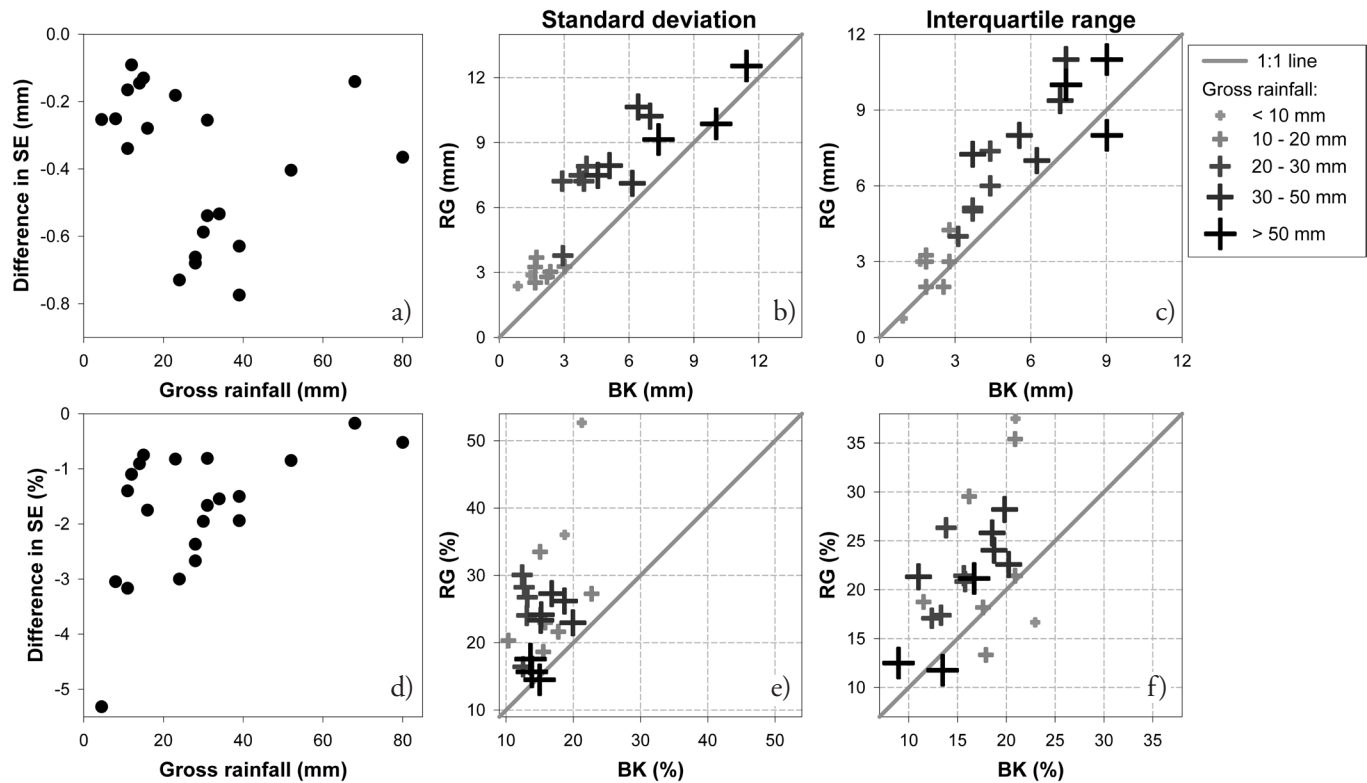 Standard deviation
Interquartile range
0.0
-0.2
-0.4
-0.6
-0.8
Difference in SE (mm)
0
20
40
60
80
Gross rainfall (mm)
a)
12
9
6
3
0
RG (mm)
0
3
6
9
12
BK (mm)
b)
12
9
6
3
0
RG (mm)
0
3
6
9
12
BK (mm)
c)
1:1 line
Gross rainfall:
< 10 mm
10 - 20 mm
20 - 30 mm
30 - 50 mm
> 50 mm
0
-1
-2
-3
-4
-5
Difference in SE (%)
0
20
40
60
80
Gross rainfall (mm)
d)
50
40
30
20
10
RG (%)
10
20
30
40
50
BK (%)
e)
35
30
25
20
15
10
RG (%)
10
15
20
25
30
35
BK (%)
f)